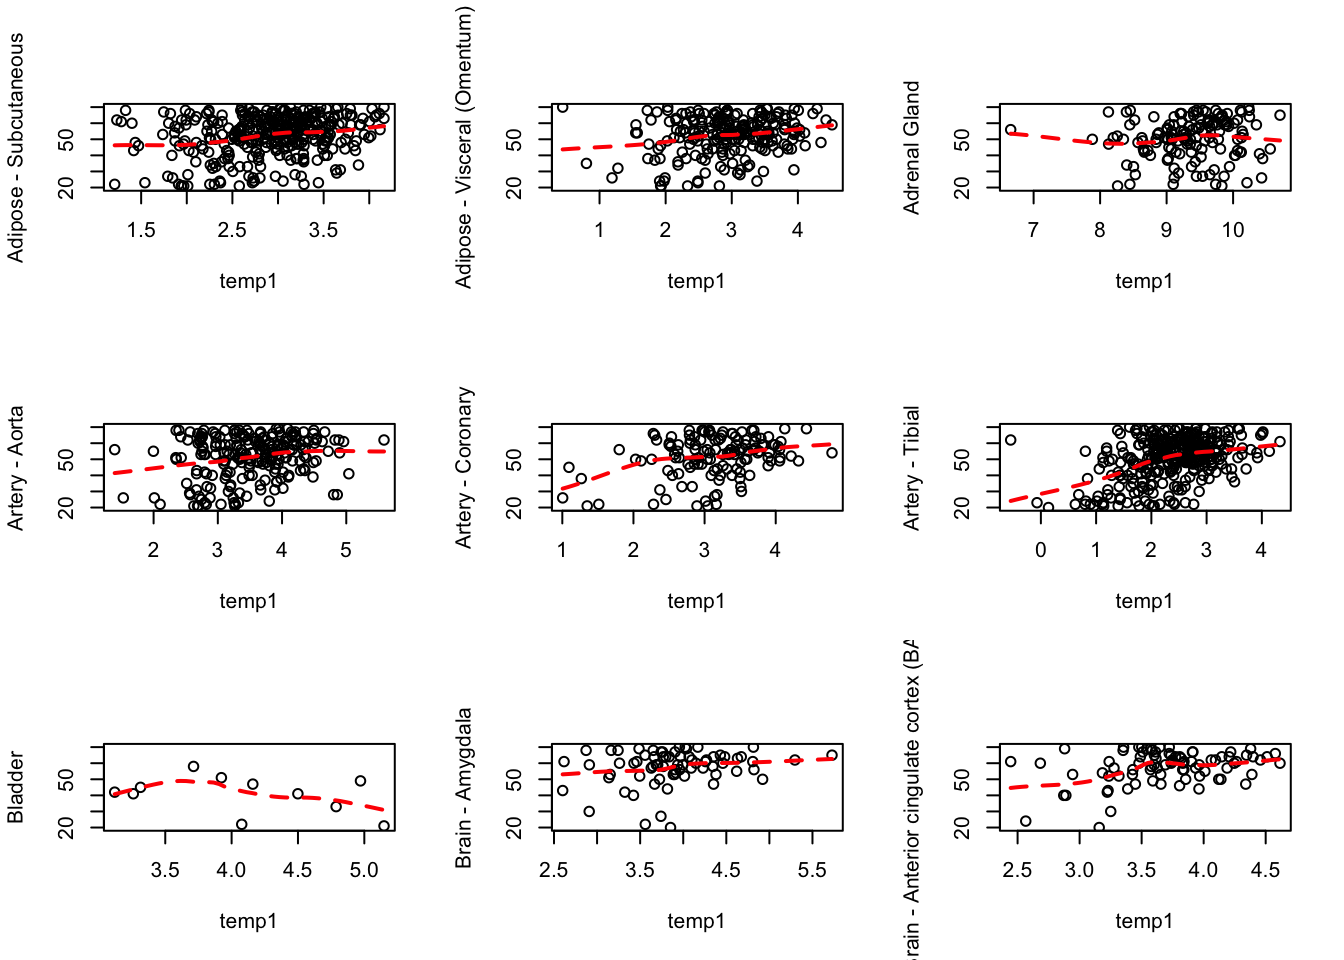 Adipose - Subcutaneous
20 50
1.5 2.5 3.5
temp1
Adipose - Visceral (Omentum)
20 50
1 2 3 4
temp1
Adrenal Gland
20 50
7 8 9 10
temp1
Artery - Aorta
20 50
2 3 4 5
temp1
Artery - Coronary
20 50
1 2 3 4
temp1
Artery - Tibial
20 50
0 1 2 3 4
temp1
Bladder
20 50
3.5 4.0 4.5 5.0
temp1
Brain - Amygdala
20 50
2.5 3.5 4.5 5.5
temp1
rain - Anterior cingulate cortex (BA
20 50
2.5 3.0 3.5 4.0 4.5
temp1